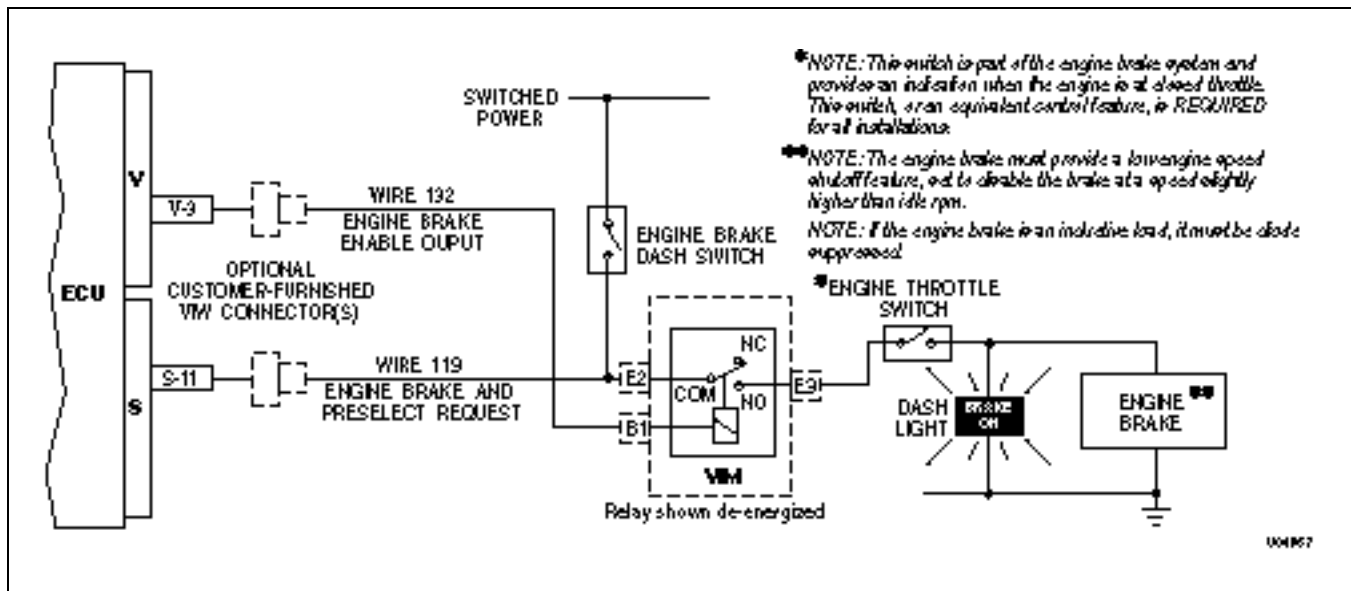 *NOTE: This switch is part of the engine brake system and
provides an indication when the engine is at closed throttle.
This switch, or an equivalent control feature, is REQUIRED
for all installations.
**NOTE: The engine brake must provide a low engine speed
shutoff feature, set to disable the brake at a speed slightly
higher than idle rpm.
NOTE: If the engine brake is an inductive load, it must be diode
suppressed.
SWITCHED
POWER
V
V-3
WIRE 132
ENGINE BRAKE
ENABLE OUPUT
ENGINE BRAKE
DASH SWITCH
ECU
OPTIONAL
CUSTOMER-FURNISHED
VIW CONNECTOR(S)
*ENGINE THROTTLE
SWITCH
S-11
S
WIRE 119
ENGINE BRAKE AND
PRESELECT REQUEST
E2
B1
NC
COM
NO
E9
VIM
Relay shown de-energized
DASH
LIGHT
BRAKE
ON
ENGINE **
BRAKE